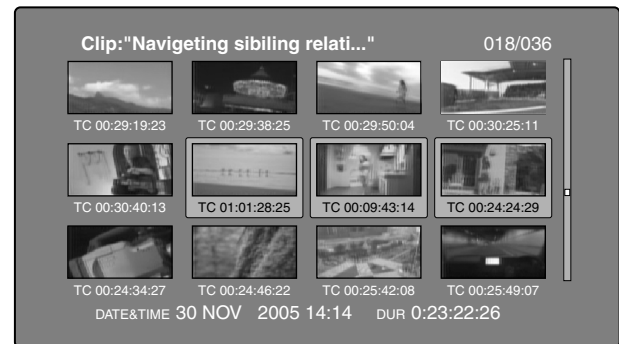 Clip:"Navigeting sibiling relati..." 018/036
TC 00:29:19:23 TC 00:29:38:25 TC 00:29:50:04 TC 00:30:25:11
TC 00:30:40:13 TC 01:01:28:25 TC 00:09:43:14 TC 00:24:24:29
TC 00:24:34:27 TC 00:24:46:22 TC 00:25:42:08 TC 00:25:49:07
DATE&TIME 30 NOV 2005 14:14 DUR 0:23:22:26